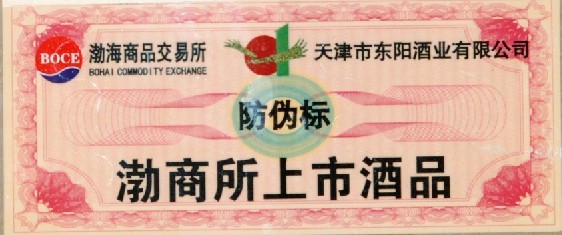 BOCE
渤海商品交易所
BOHAI COMMODITY EXCHANGE
天津市东阳酒业有限公司
防伪标
渤商所上市酒品